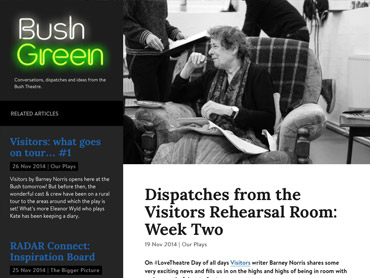 Bush
Green
Conversations, dispatches and ideas from the
Bush Theatre.
RELATED ARTICLES
Visitors: what goes
on tour… #1
26 Nov 2014 | Our Plays
Visitors by Barney Norris opens here at the
Bush tomorrow! But before then, the
wonderful cast & crew have been on a rural
tour to the areas around which the play is
set! What's more Eleanor Wyld who plays
Kate has been keeping a diary.
RADAR Connect:
Inspiration Board
25 Nov 2014 | The Bigger Picture
Dispatches from the
Visitors Rehearsal Room:
Week Two
19 Nov 2014 | Our Plays
On #LoveTheatre Day of all days Visitors writer Barney Norris shares some
very exciting news and fills us in on the highs and highs of being in room with